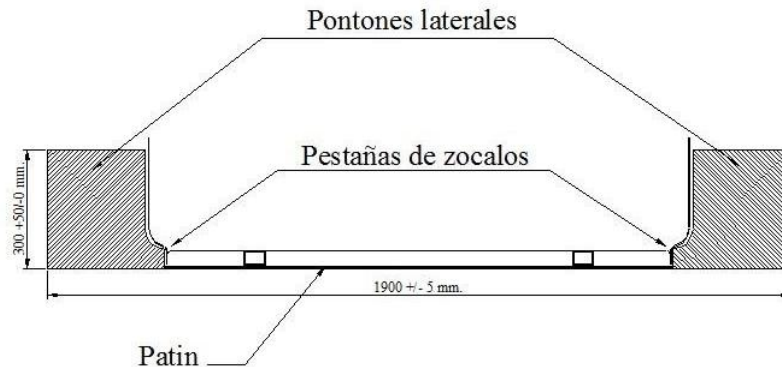 Pontones laterales
Pestañas de zocalos
300 +50/-0 mm.
1900 +/- 5 mm.
Patin